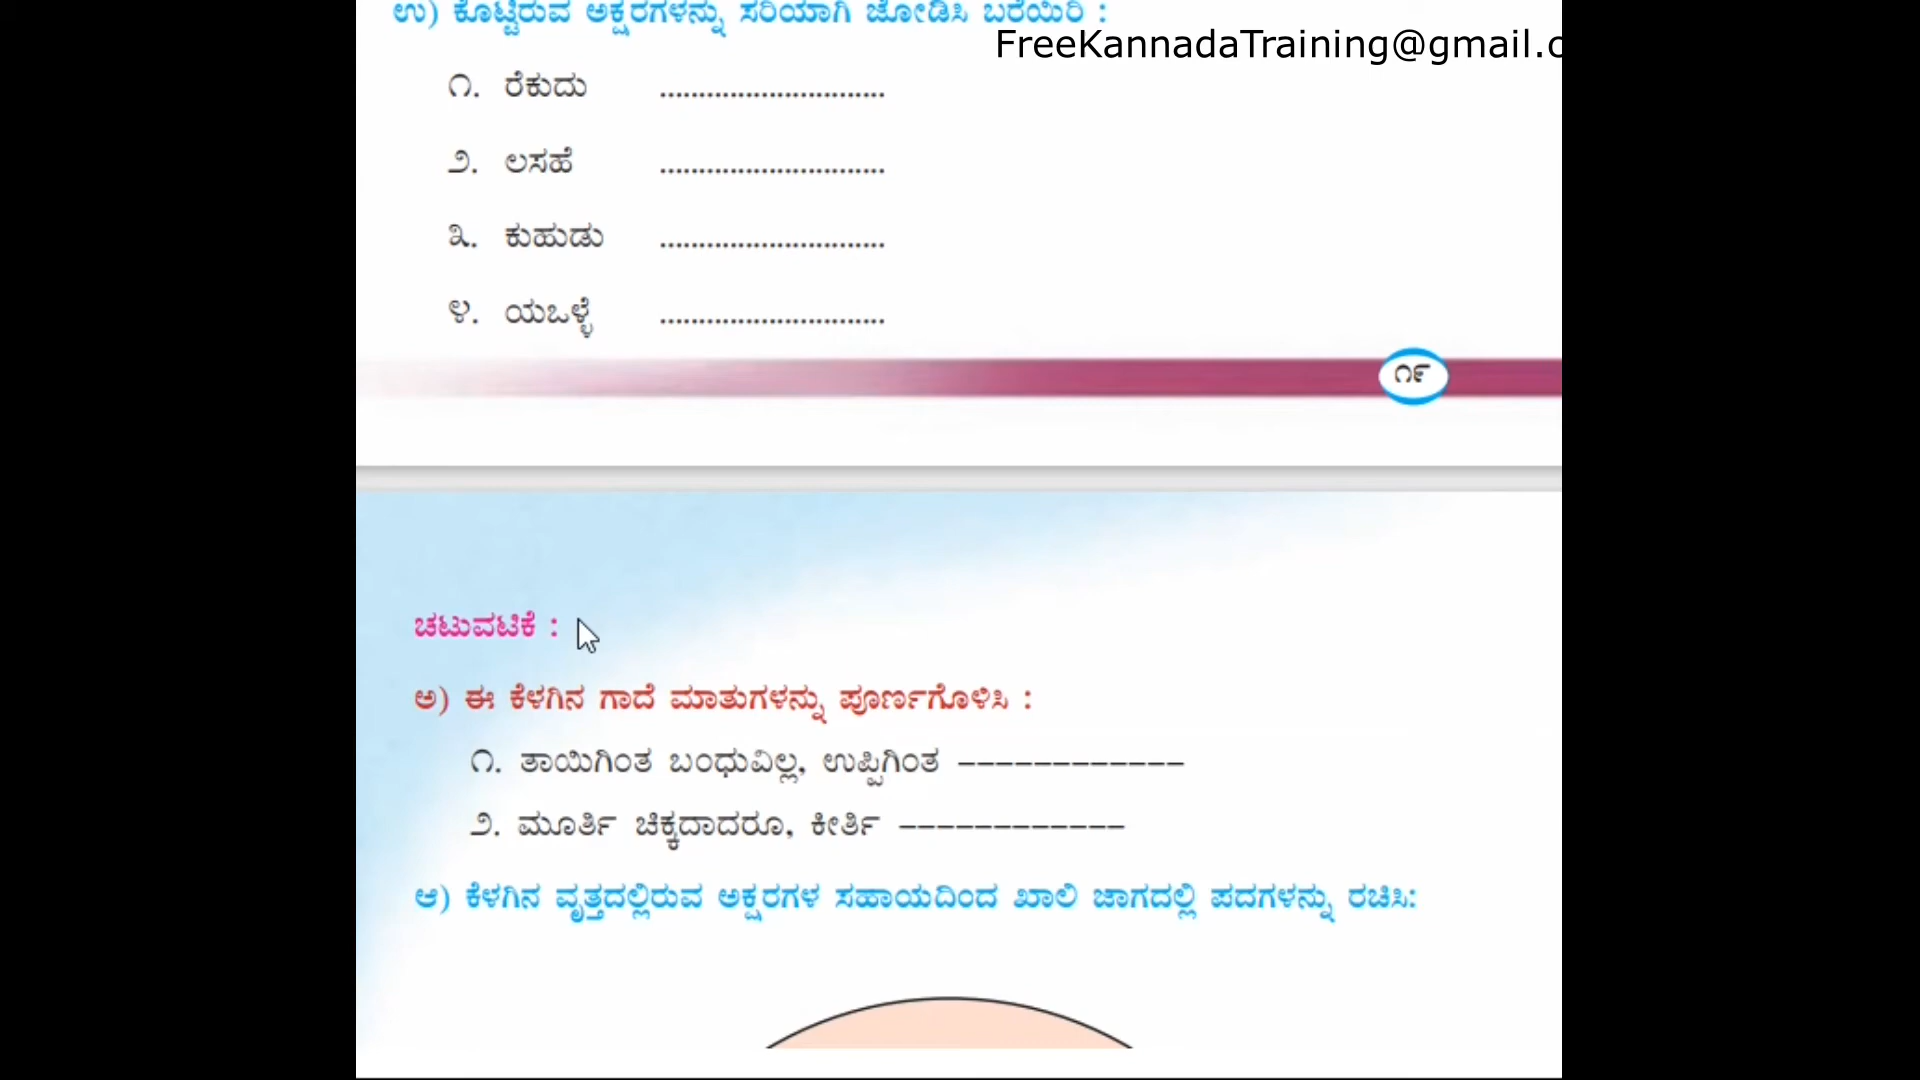 ಉ) ಕೊಟ್ಟಿರುವ ಅಕ್ಷರಗಳನ್ನು ಸರಿಯಾಗಿ ಜೋಡಿಸಿ ಬರೆಯಿರಿ :
FreeKannadaTraining@gmail.c
೧. ರೆಕುದು ............................
೨. ಲಸಹೆ ............................
೩. ಕುಹುಡು ............................
೪. ಯಒಳ್ಳೆ ............................
೧೯
ಚಟುವಟಿಕೆ :
ಅ) ಈ ಕೆಳಗಿನ ಗಾದೆ ಮಾತುಗಳನ್ನು ಪೂರ್ಣಗೊಳಿಸಿ :
೧. ತಾಯಿಗಿಂತ ಬಂಧುವಿಲ್ಲ, ಉಪ್ಪಿಗಿಂತ ------------
೨. ಮೂರ್ತಿ ಚಿಕ್ಕದಾದರೂ, ಕೀರ್ತಿ ------------
ಆ) ಕೆಳಗಿನ ವೃತ್ತದಲ್ಲಿರುವ ಅಕ್ಷರಗಳ ಸಹಾಯದಿಂದ ಖಾಲಿ ಜಾಗದಲ್ಲಿ ಪದಗಳನ್ನು ರಚಿಸಿ: